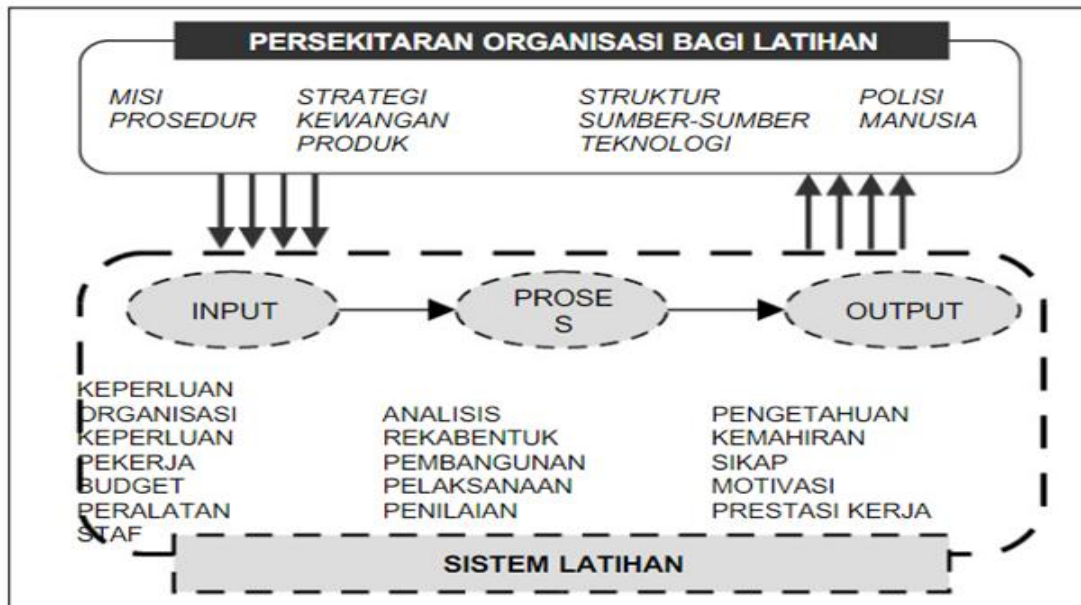 PERSEKITARAN ORGANISASI BAGI LATIHAN
MISI
PROSEDUR
STRATEGI
KEWANGAN
PRODUK
STRUKTUR
SUMBER-SUMBER
TEKNOLOGI
POLISI
MANUSIA
INPUT
PROSE
S
OUTPUT
KEPERLUAN
ORGANISASI
KEPERLUAN
PEKERJA
BUDGET
PERALATAN
STAF
ANALISIS
REKABENTUK
PEMBANGUNAN
PELAKSANAAN
PENILAIAN
PENGETAHUAN
KEMAHIRAN
SIKAP
MOTIVASI
PRESTASI KERJA
SISTEM LATIHAN